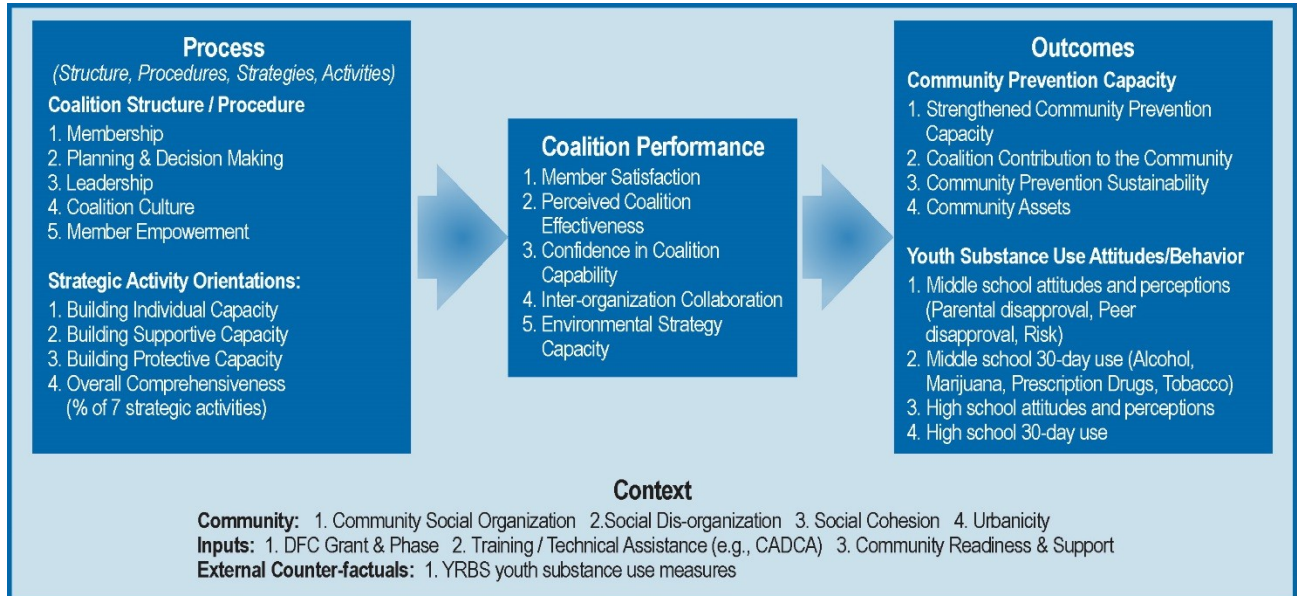 Process
(Structure, Procedures, Strategies, Activities)
Coalition Structure / Procedure
1. Membership
2. Planning & Decision Making
3. Leadership
4. Coalition Culture
5. Member Empowerment
Strategic Activity Orientations:
1. Building Individual Capacity
2. Building Supportive Capacity
3. Building Protective Capacity
4. Overall Comprehensiveness
(% of 7 strategic activities)
Coalition Performance
1. Member Satisfaction
2. Perceived Coalition
Effectiveness
3. Confidence in Coalition
Capability
4. Inter-organization Collaboration
5. Environmental Strategy
Capacity
Outcomes
Community Prevention Capacity
1. Strengthened Community Prevention
Capacity
2. Coalition Contribution to the Community
3. Community Prevention Sustainability
4. Community Assets
Youth Substance Use Attitudes/Behavior
1. Middle school attitudes and perceptions
(Parental disapproval, Peer
disapproval, Risk)
2. Middle school 30-day use (Alcohol,
Marijuana, Prescription Drugs, Tobacco)
3. High school attitudes and perceptions
4. High school 30-day use
Context
Community: 1. Community Social Organization 2.Social Dis-organization 3. Social Cohesion 4. Urbanicity
Inputs: 1. DFC Grant & Phase 2. Training / Technical Assistance (e.g., CADCA) 3. Community Readiness & Support
External Counter-factuals: 1. YRBS youth substance use measures